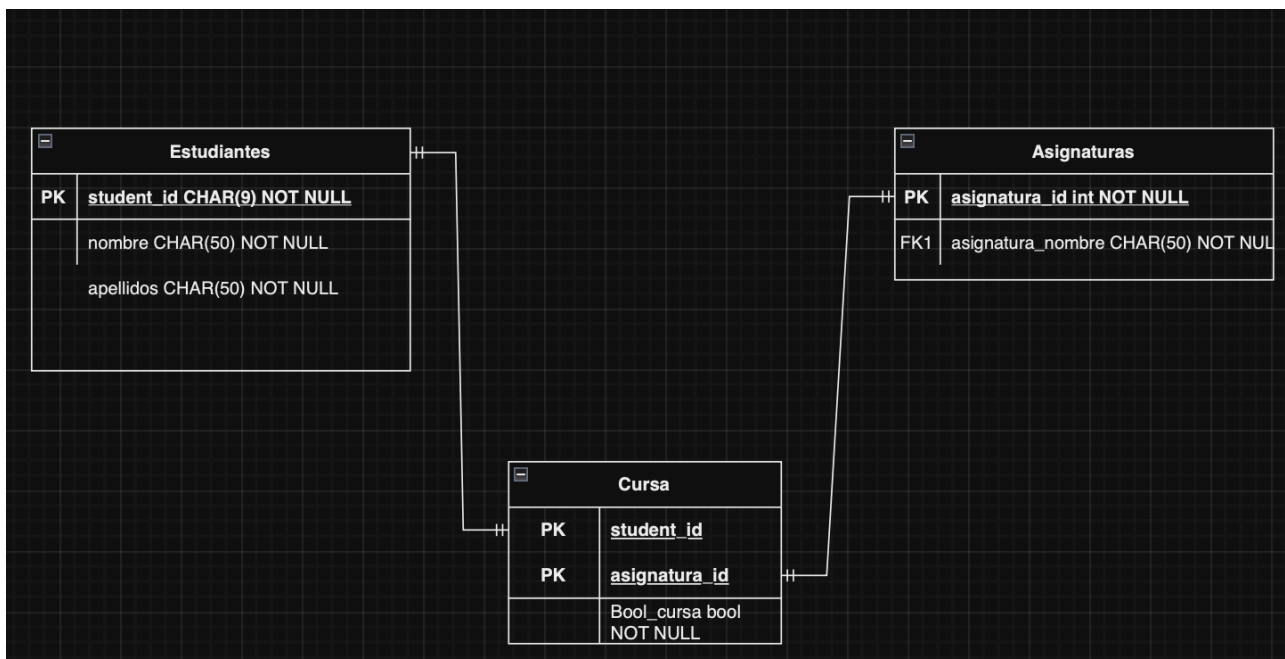 Estudiantes
PK student_id CHAR(9) NOT NULL
nombre CHAR(50) NOT NULL
apellidos CHAR(50) NOT NULL
Asignaturas
PK asignatura_id int NOT NULL
FK1 asignatura_nombre CHAR(50) NOT NUL
Cursa
PK student_id
PK asignatura_id
Bool_cursa bool
NOT NULL